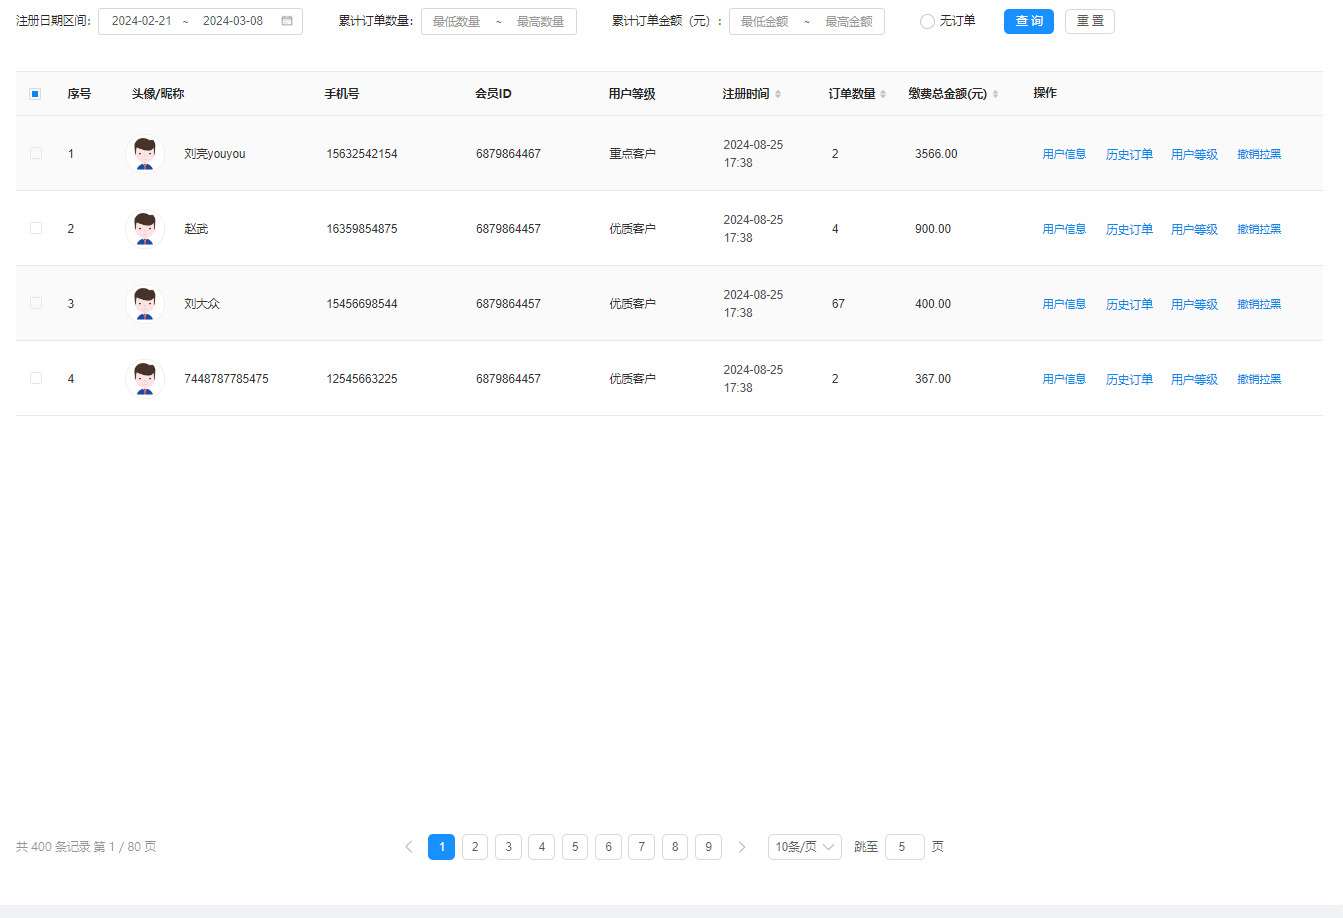 注册日期区间: 2024-02-21 ~ 2024-03-08 累计订单数量: 最低数量 ~ 最高数量 累计订单金额（元）: 最低金额 ~ 最高金额 无订单 查 询 重 置
序号 头像/昵称 手机号 会员ID 用户等级 注册时间 订单数量 缴费总金额(元) 操作
1 刘亮youyou 15632542154 6879864467 重点客户 2024-08-25 17:38 2 3566.00 用户信息 历史订单 用户等级 撤销拉黑
2 赵武 16359854875 6879864457 优质客户 2024-08-25 17:38 4 900.00 用户信息 历史订单 用户等级 撤销拉黑
3 刘大众 15456698544 6879864457 优质客户 2024-08-25 17:38 67 400.00 用户信息 历史订单 用户等级 撤销拉黑
4 7448787785475 12545663225 6879864457 优质客户 2024-08-25 17:38 2 367.00 用户信息 历史订单 用户等级 撤销拉黑
共 400 条记录 第 1 / 80 页 1 2 3 4 5 6 7 8 9 10条/页 跳至 5 页